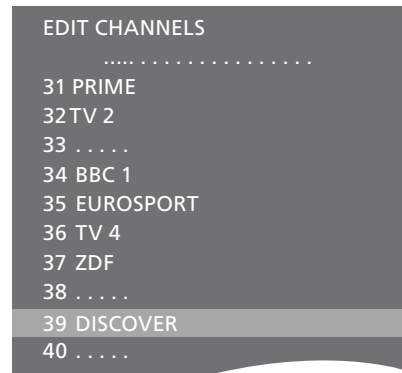 EDIT CHANNELS
..... . . . . . . . . . . . . . . .
31 PRIME
32 TV 2
33 . . . . .
34 BBC 1
35 EUROSPORT
36 TV 4
37 ZDF
38 . . . . .
39 DISCOVER
40 . . . . .